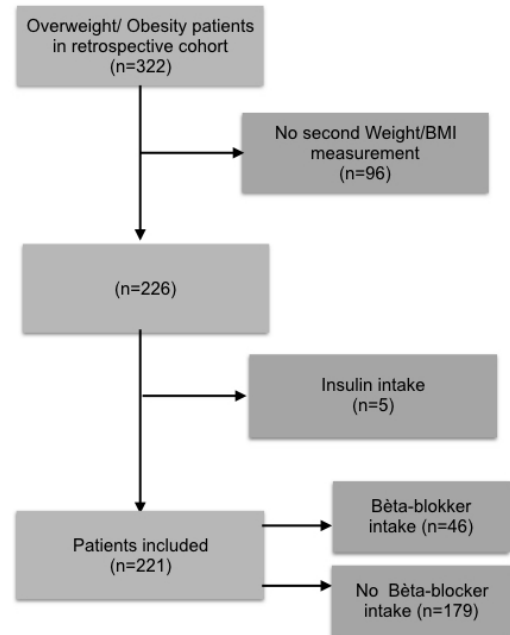 Overweight/ Obesity patients
in retrospective cohort
(n=322)
No second Weight/BMI
measurement
(n=96)
(n=226)
Insulin intake
(n=5)
Patients included
(n=221)
Bèta-blokker
intake (n=46)
No  Bèta-blocker
intake (n=179)